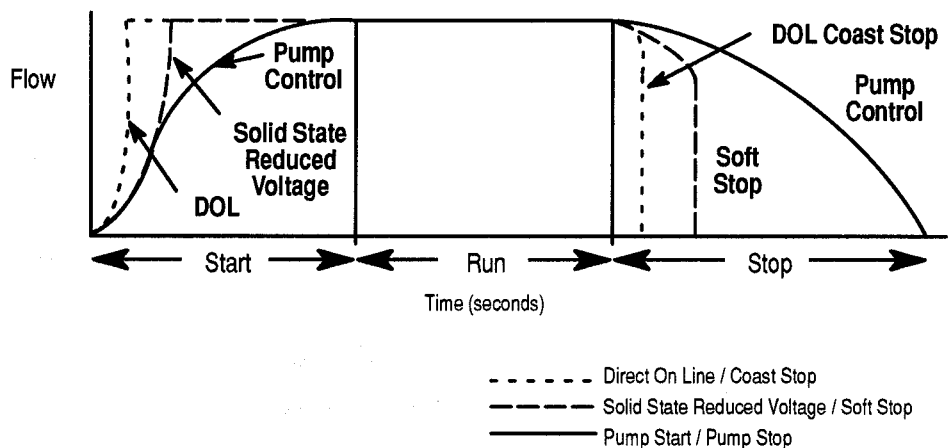 Flow
Pump
Control
Solid State
Reduced
Voltage
DOL
DOL Coast Stop
Pump
Control
Soft
Stop
Start
Run
Stop
Time (seconds)
Direct On Line / Coast Stop
Solid State Reduced Voltage / Soft Stop
Pump Start / Pump Stop